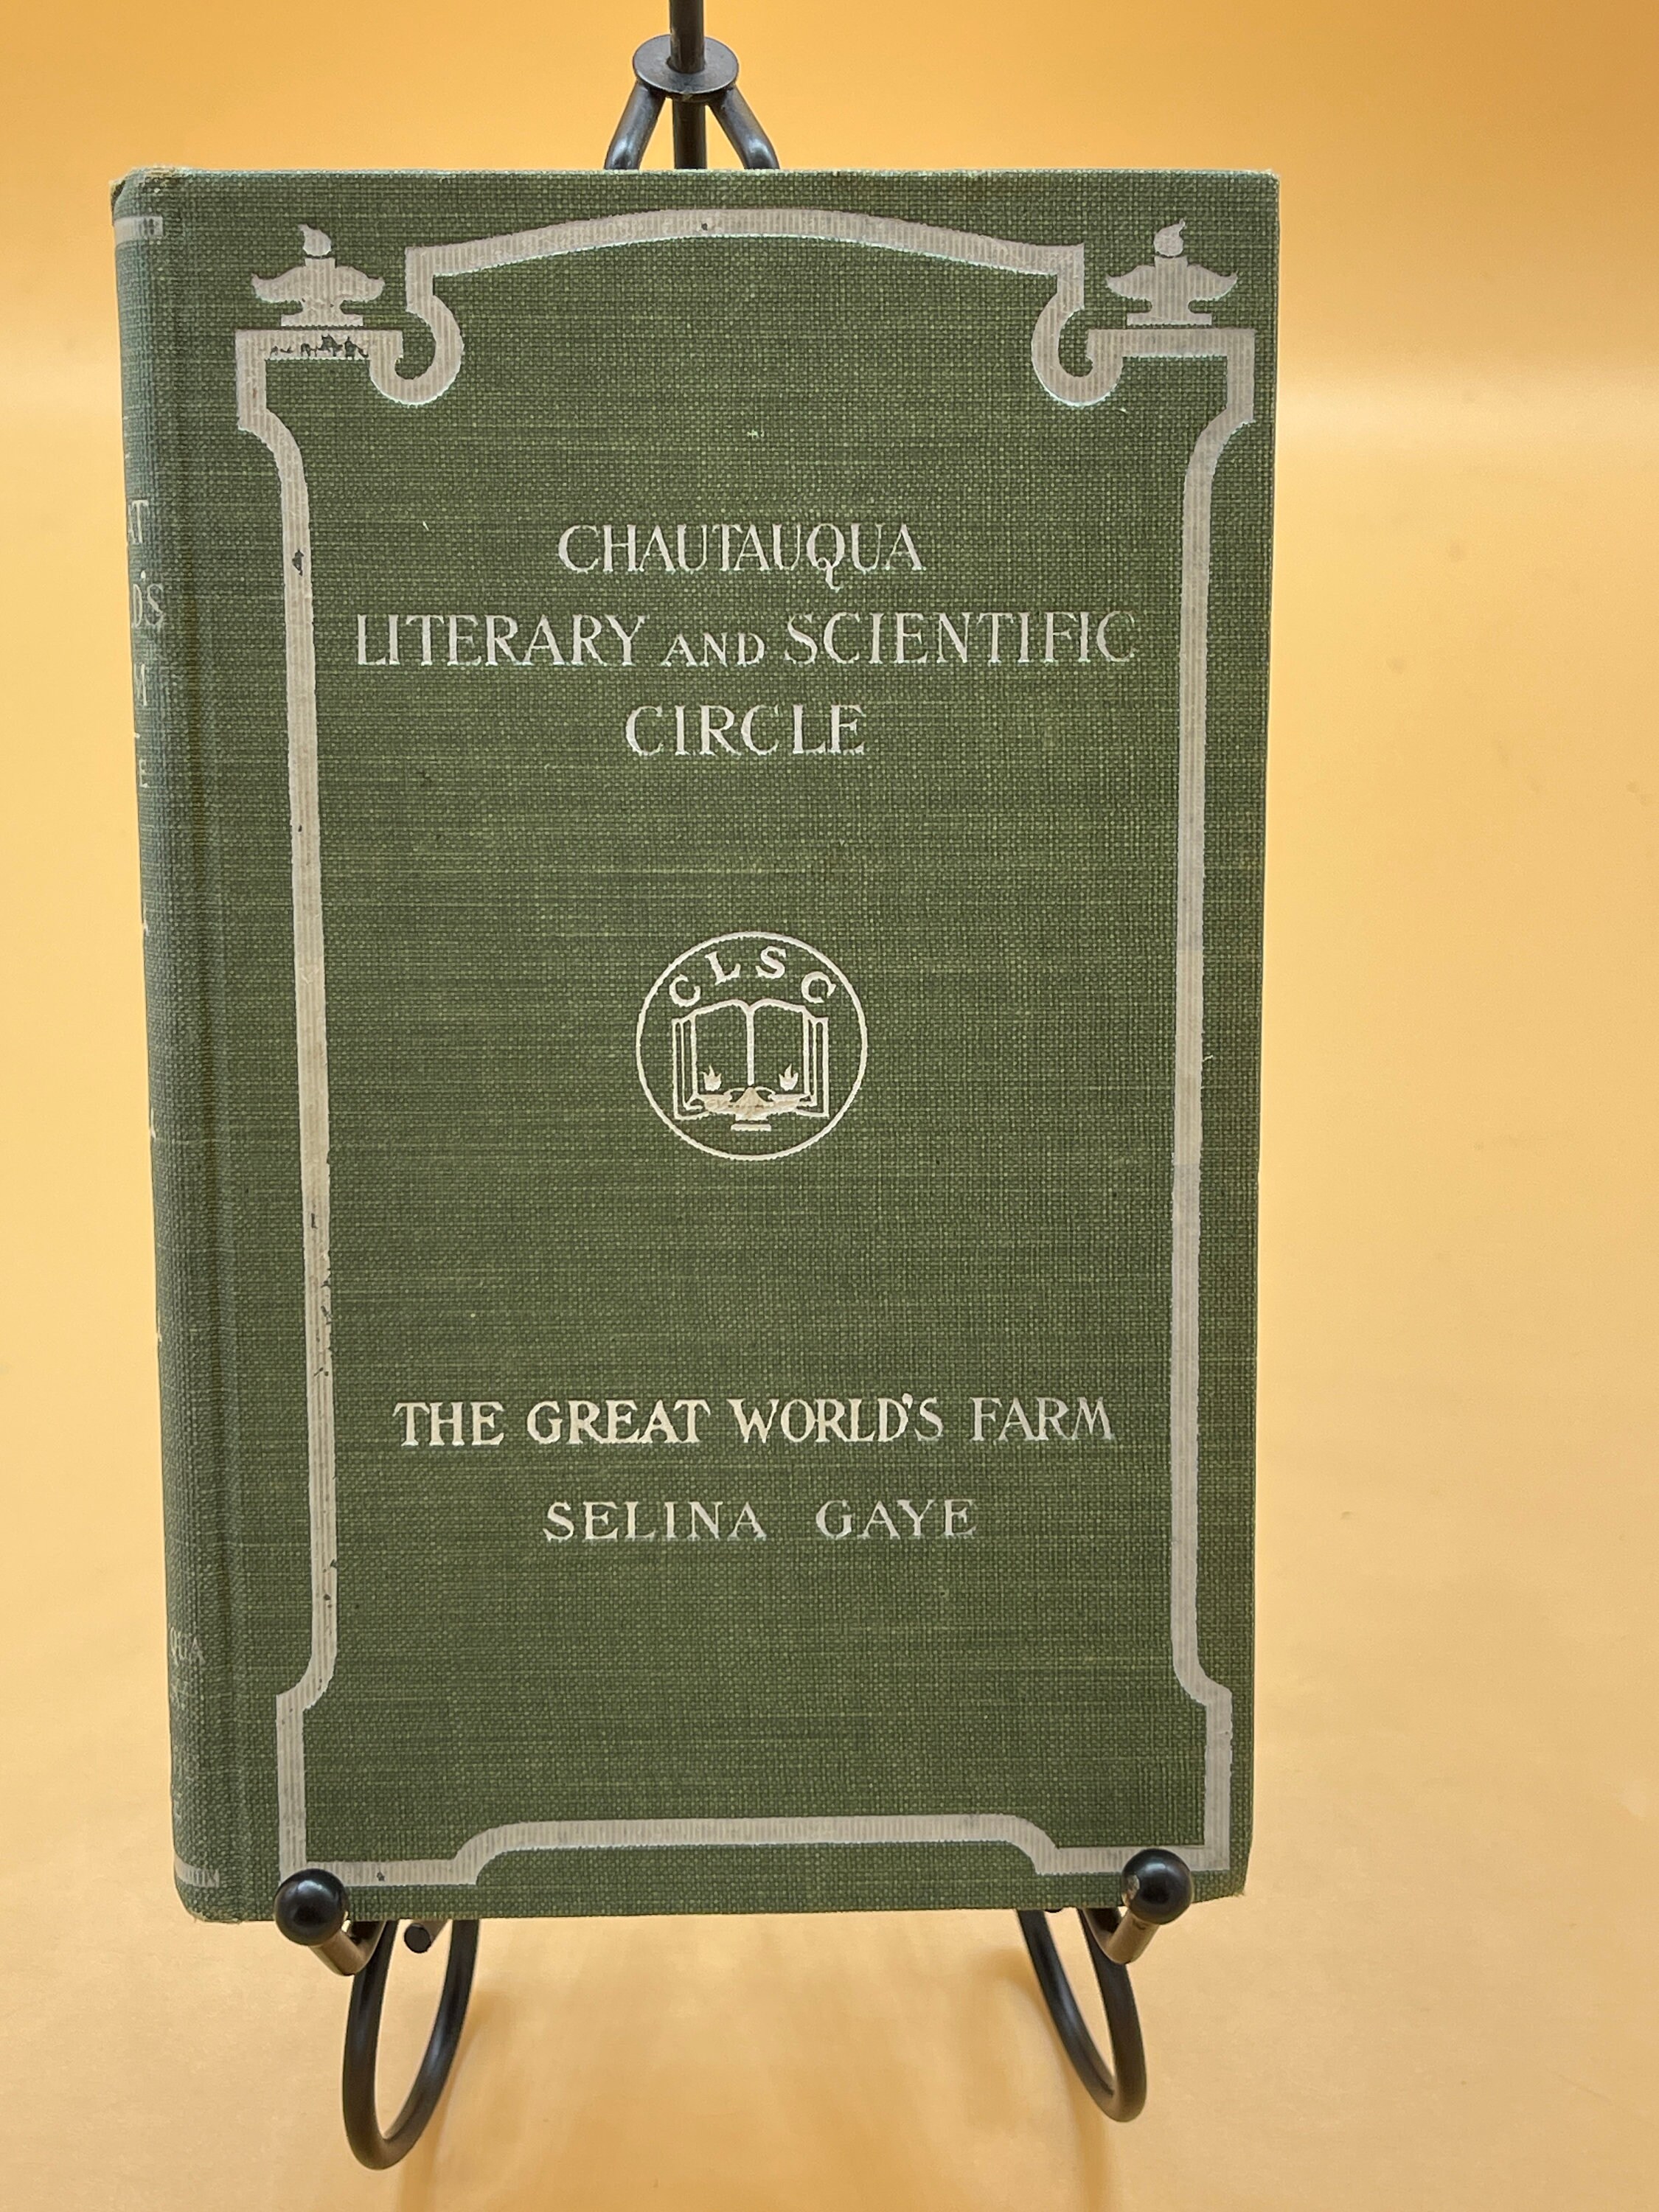 CHAUTAUQUA
LITERARY AND SCIENTIFIC
CIRCLE
CLSC
THE GREAT WORLD'S FARM
SELINA GAYE